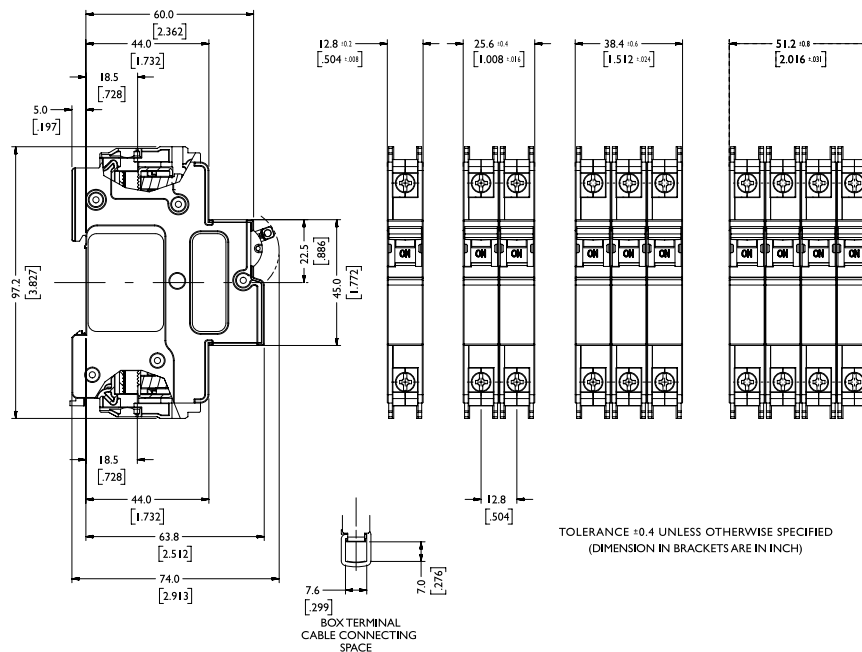 60.0
[2.362]
44.0
[1.732]
18.5
[.728]
5.0
[.197]
12.8 ±0.2
[.504 ±.008]
25.6 ±0.4
[1.008 ±.016]
38.4 ±0.6
[1.512 ±.024]
51.2 ±0.8
[2.016 ±.031]
97.2
[3.827]
22.5
[.886]
45.0
[1.772]
ON
ON
ON
ON
ON
ON
ON
ON
ON
ON
18.5
[.728]
44.0
[1.732]
63.8
[2.512]
74.0
[2.913]
12.8
[.504]
7.6
[.299]
7.0
[.276]
BOX TERMINAL
CABLE CONNECTING
SPACE
TOLERANCE ±0.4 UNLESS OTHERWISE SPECIFIED
(DIMENSION IN BRACKETS ARE IN INCH)